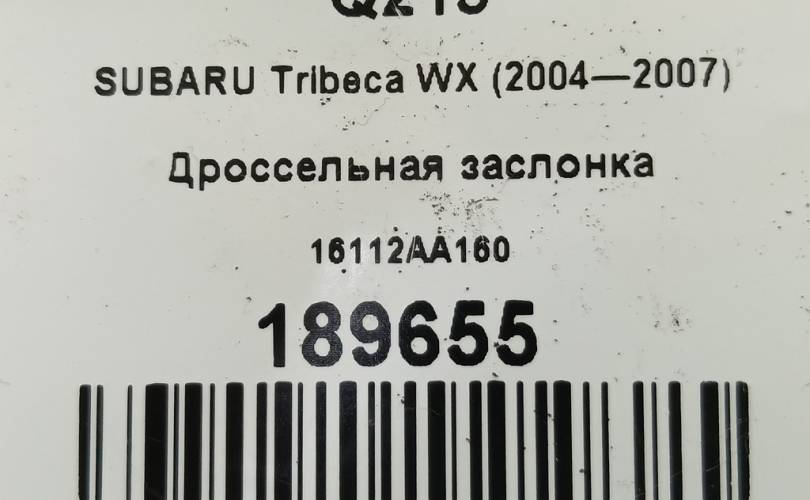 SUBARU Tribeca WX (2004—2007)
Дроссельная заслонка
16112AA160
189655